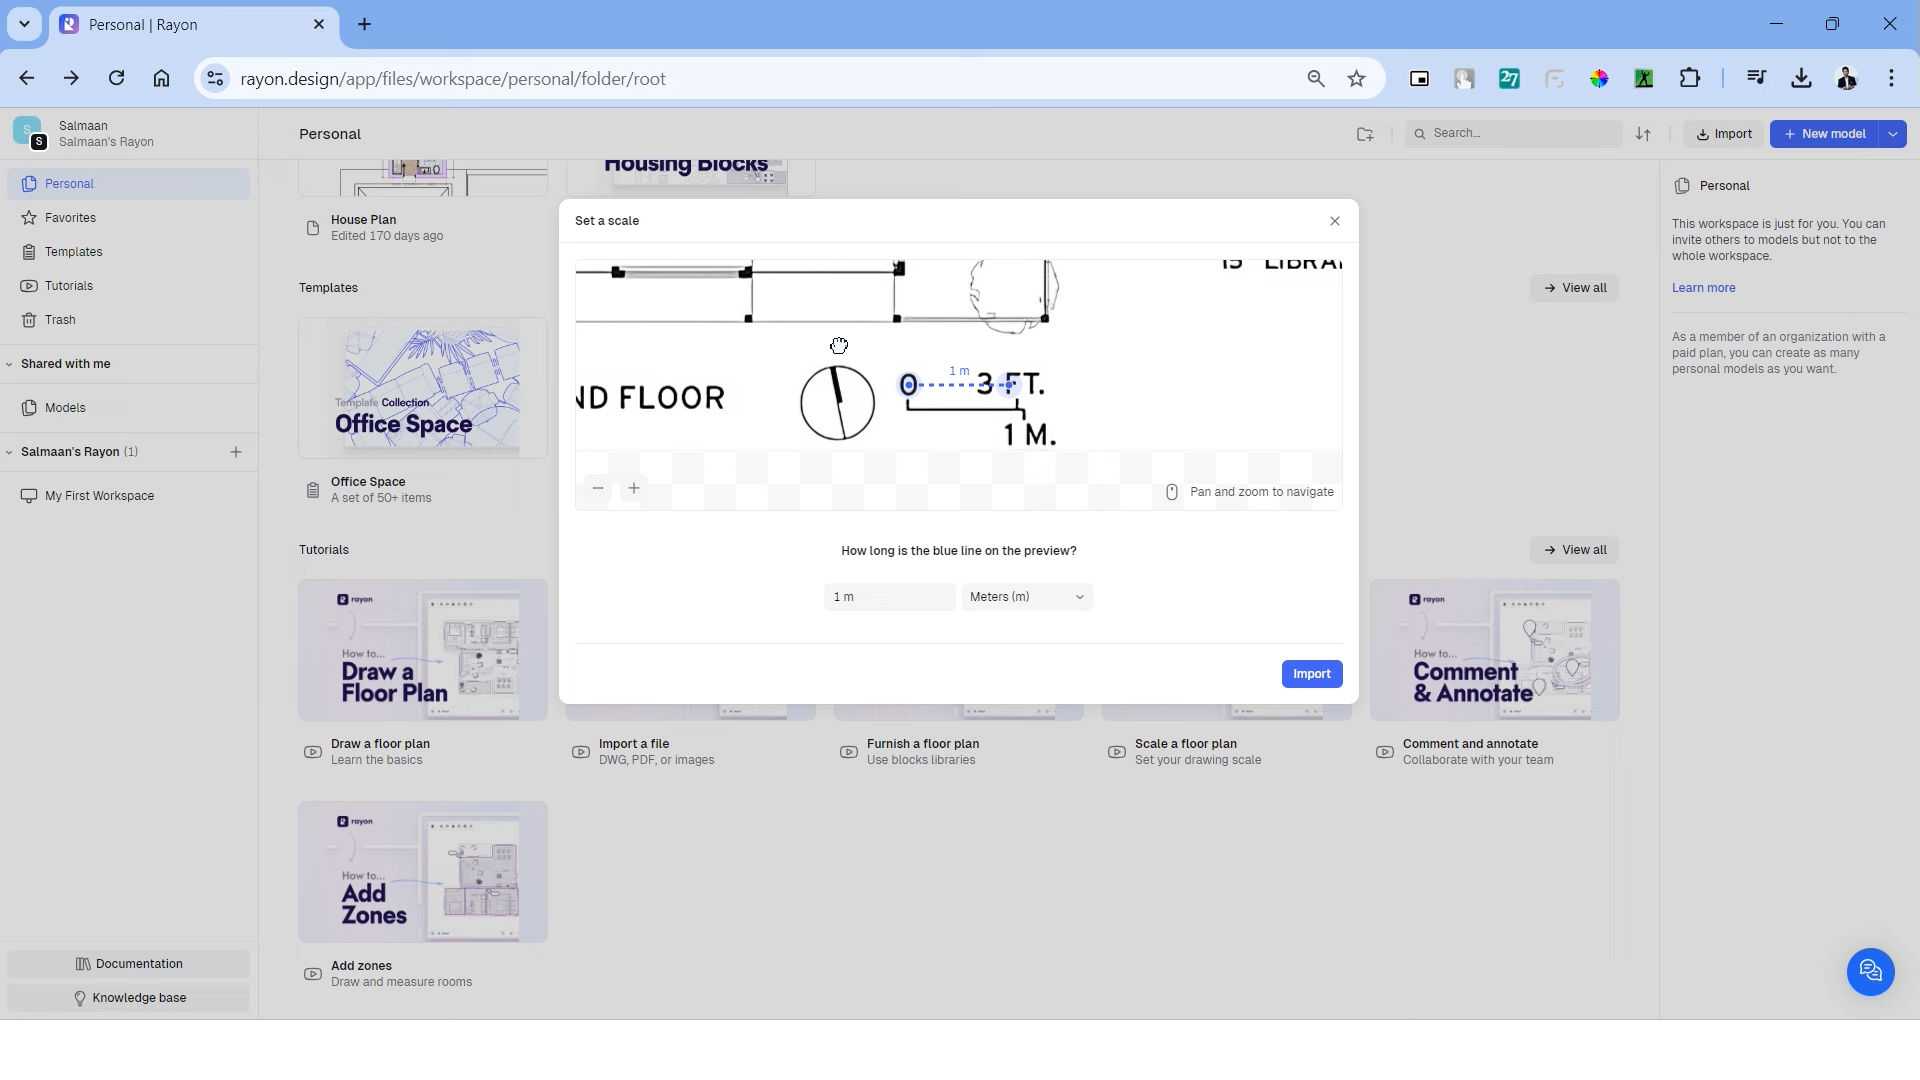 Personal | Rayon
rayon.design/app/files/workspace/personal/folder/root
27
S
S
Salmaan
Salmaan's Rayon
Personal
Search...
Import
New model
Personal
Favorites
Templates
Tutorials
Trash
Shared with me
Models
Salmaan's Rayon (1)
My First Workspace
Documentation
Knowledge base
Housing Blocks
House Plan
Edited 170 days ago
Templates
View all
Template Collection
Office Space
Office Space
A set of 50+ items
Tutorials
View all
rayon
How to...
Draw a
Floor Plan
Draw a floor plan
Learn the basics
Import a file
DWG, PDF, or images
Furnish a floor plan
Use blocks libraries
Scale a floor plan
Set your drawing scale
rayon
How to...
Comment
& Annotate
Comment and annotate
Collaborate with your team
rayon
How to...
Add
Zones
Add zones
Draw and measure rooms
Set a scale
15 LIBRA
ND FLOOR
1 m
0 3 FT.
1 M.
Pan and zoom to navigate
How long is the blue line on the preview?
1 m
Meters (m)
Import
Personal
This workspace is just for you. You can
invite others to models but not to the
whole workspace.
Learn more
As a member of an organization with a
paid plan, you can create as many
personal models as you want.